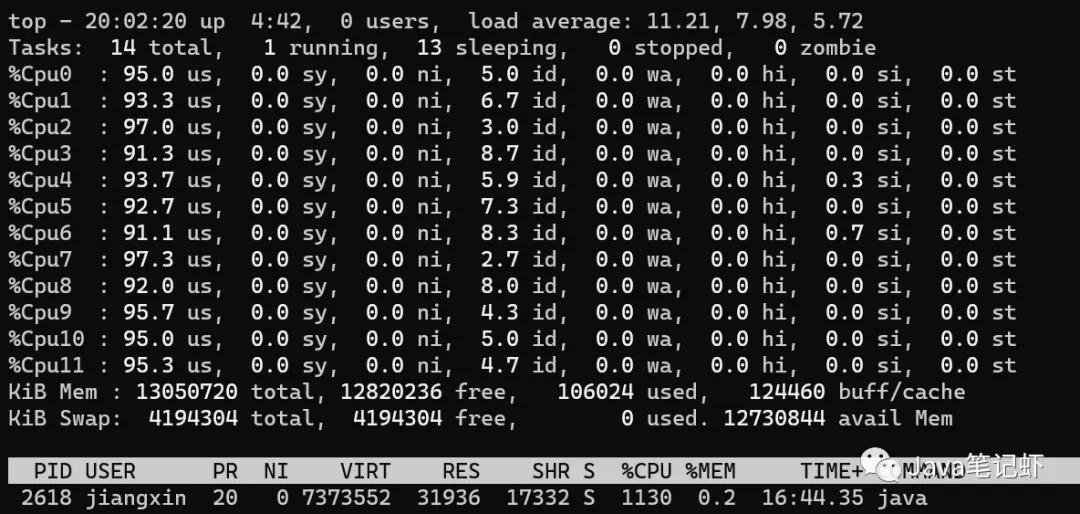 top - 20:02:20 up  4:42,  0 users,  load average: 11.21, 7.98, 5.72
Tasks:  14 total,   1 running,  13 sleeping,   0 stopped,   0 zombie
%Cpu0  : 95.0 us,  0.0 sy,  0.0 ni,  5.0 id,  0.0 wa,  0.0 hi,  0.0 si,  0.0 st
%Cpu1  : 93.3 us,  0.0 sy,  0.0 ni,  6.7 id,  0.0 wa,  0.0 hi,  0.0 si,  0.0 st
%Cpu2  : 97.0 us,  0.0 sy,  0.0 ni,  3.0 id,  0.0 wa,  0.0 hi,  0.0 si,  0.0 st
%Cpu3  : 91.3 us,  0.0 sy,  0.0 ni,  8.7 id,  0.0 wa,  0.0 hi,  0.0 si,  0.0 st
%Cpu4  : 93.7 us,  0.0 sy,  0.0 ni,  5.9 id,  0.0 wa,  0.0 hi,  0.3 si,  0.0 st
%Cpu5  : 92.7 us,  0.0 sy,  0.0 ni,  7.3 id,  0.0 wa,  0.0 hi,  0.0 si,  0.0 st
%Cpu6  : 91.1 us,  0.0 sy,  0.0 ni,  8.3 id,  0.0 wa,  0.0 hi,  0.7 si,  0.0 st
%Cpu7  : 97.3 us,  0.0 sy,  0.0 ni,  2.7 id,  0.0 wa,  0.0 hi,  0.0 si,  0.0 st
%Cpu8  : 92.0 us,  0.0 sy,  0.0 ni,  8.0 id,  0.0 wa,  0.0 hi,  0.0 si,  0.0 st
%Cpu9  : 95.7 us,  0.0 sy,  0.0 ni,  4.3 id,  0.0 wa,  0.0 hi,  0.0 si,  0.0 st
%Cpu10 : 95.0 us,  0.0 sy,  0.0 ni,  5.0 id,  0.0 wa,  0.0 hi,  0.0 si,  0.0 st
%Cpu11 : 95.3 us,  0.0 sy,  0.0 ni,  4.7 id,  0.0 wa,  0.0 hi,  0.0 si,  0.0 st
KiB Mem : 13050720 total, 12820236 free,   106024 used,   124460 buff/cache
KiB Swap:  4194304 total,  4194304 free,        0 used. 12730844 avail Mem
PID USER      PR  NI    VIRT    RES    SHR S  %CPU %MEM     TIME+
Java笔记虾
2618 jiangxin  20   0 7373552  31936  17332 S  1130  0.2  16:44.35 java